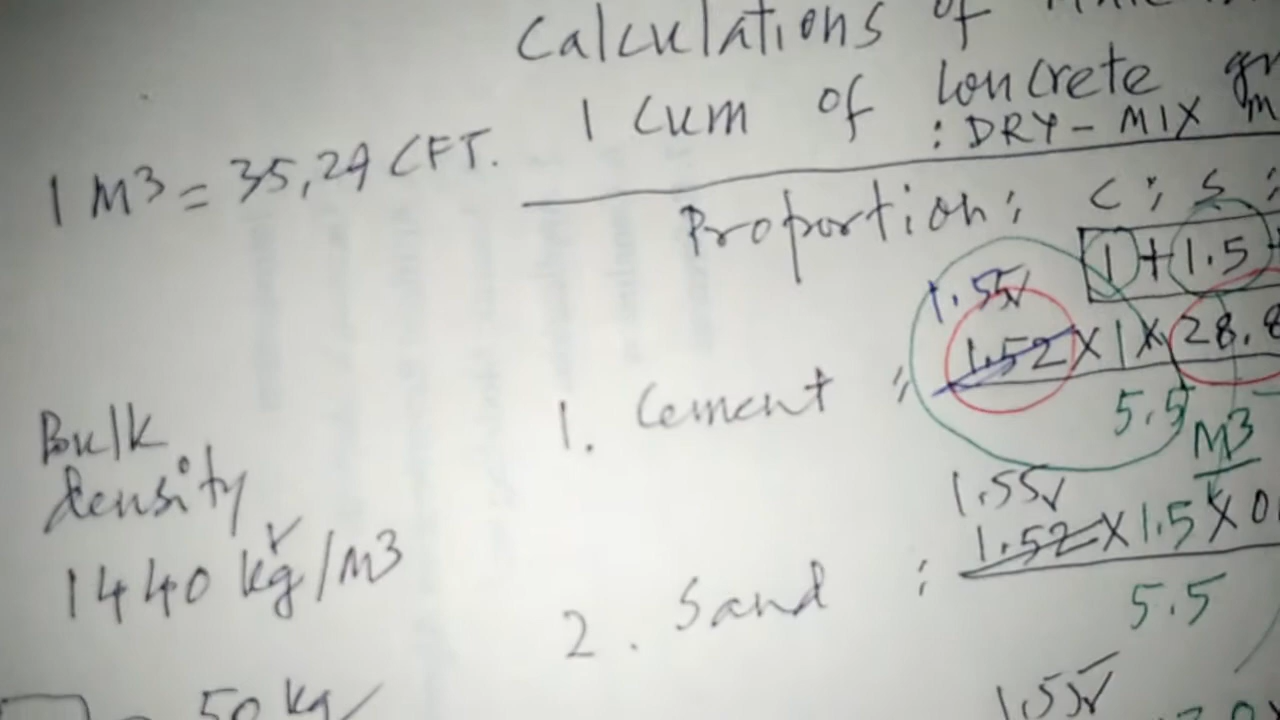 Calculations of
1 Cum of Concrete
: DRY - MIX
1 M3 = 35,29 CFT.
Proportion : C : S :
1 + 1.5
1.55✓
1. Cement : 1.52 X 1 X 28.8
5.5
M3
Bulk
density
1440 kg/M3
1.55✓
2. Sand : 1.52 X 1.5 X 0
5.5
50 kg
1.55✓